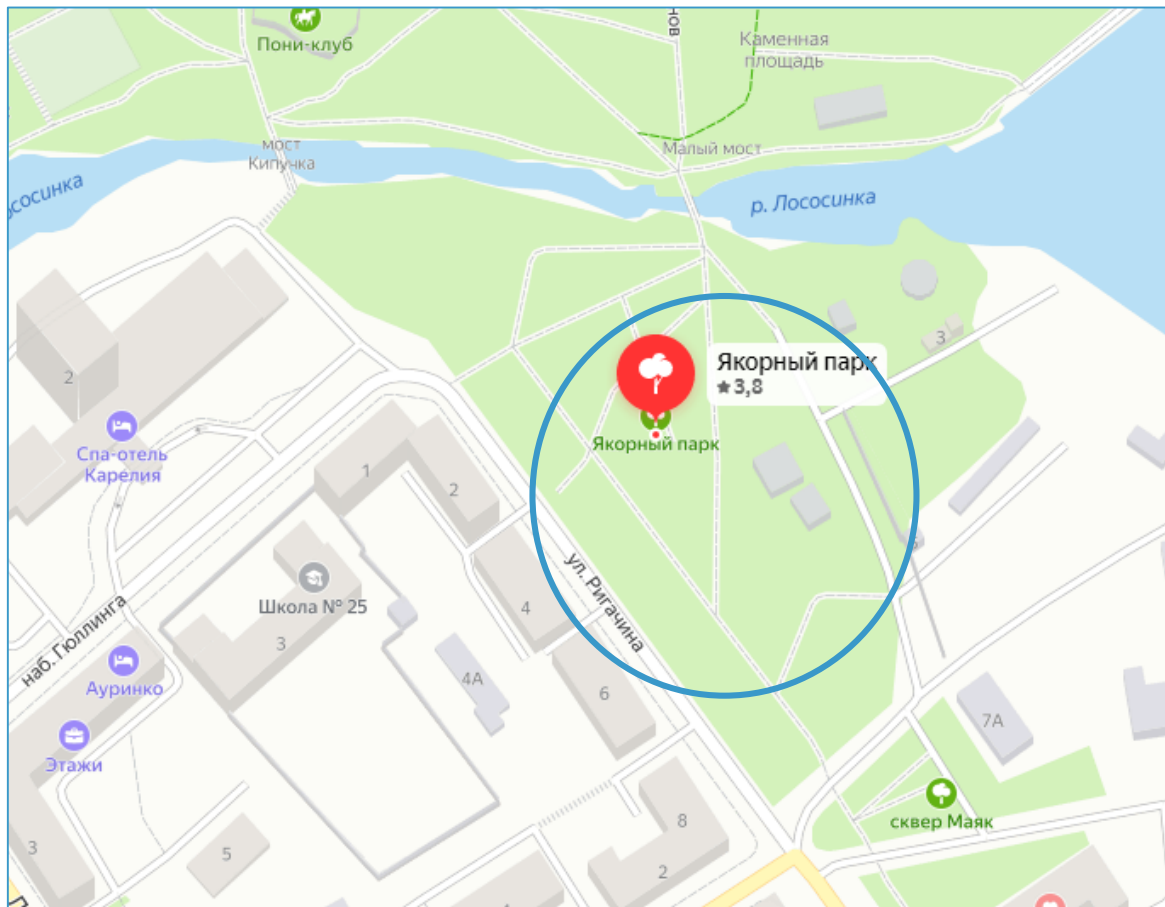 Пони-клуб
Каменная
площадь
нов
мост
Кипучка
Малый мост
сосинка
р. Лососинка
Якорный парк
3,8
Якорный парк
3
2
Спа-отель
Карелия
1
2
Школа № 25
3
4
ул. Ригачина
наб. Гюллинга
4А
6
Ауринко
Этажи
7А
сквер Маяк
8
2
5
3